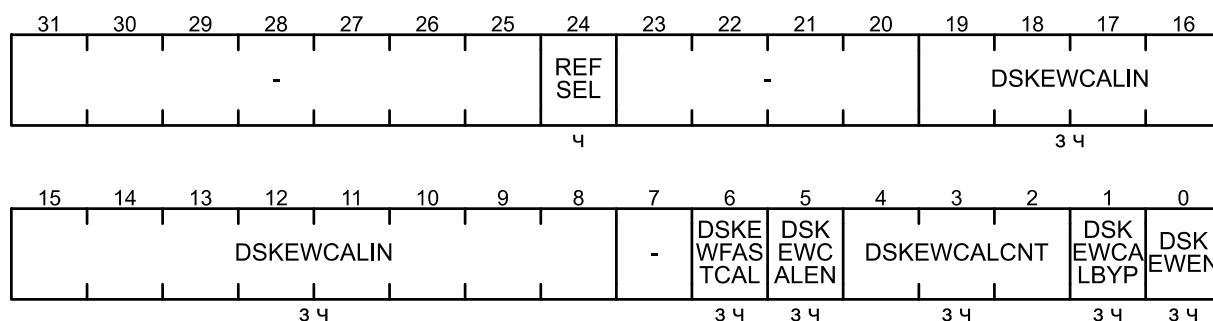 31 30 29 28 27 26 25 24 23 22 21 20 19 18 17 16
- REF SEL - DSKEWCALIN
ч з ч
15 14 13 12 11 10 9 8 7 6 5 4 3 2 1 0
DSKEWCALIN - DSKE WFAS TCAL DSK EWC ALEN DSKEWCALCNT DSK EWCA LBYP DSK EWEN
з ч з ч з ч з ч з ч з ч